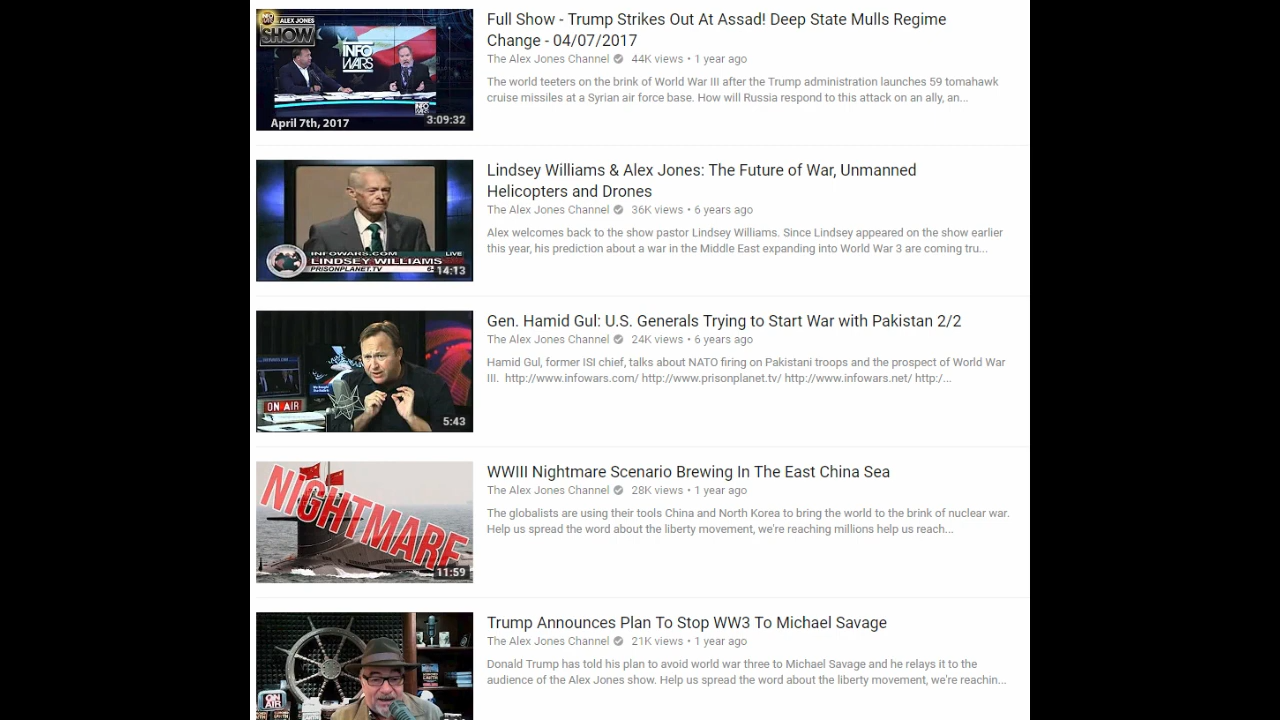 ALEX JONES
SHOW
INFO
WARS
April 7th, 2017
3:09:32
Full Show - Trump Strikes Out At Assad! Deep State Mulls Regime
Change - 04/07/2017
The Alex Jones Channel 44K views • 1 year ago
The world teeters on the brink of World War III after the Trump administration launches 59 tomahawk
cruise missiles at a Syrian air force base. How will Russia respond to this attack on an ally, an...
INFOWARS.COM LIVE
LINDSEY WILLIAMS
PRISONPLANET.TV
14:13
Lindsey Williams & Alex Jones: The Future of War, Unmanned
Helicopters and Drones
The Alex Jones Channel 36K views • 6 years ago
Alex welcomes back to the show pastor Lindsey Williams. Since Lindsey appeared on the show earlier
this year, his prediction about a war in the Middle East expanding into World War 3 are coming tru...
ON AIR
5:43
Gen. Hamid Gul: U.S. Generals Trying to Start War with Pakistan 2/2
The Alex Jones Channel 24K views • 6 years ago
Hamid Gul, former ISI chief, talks about NATO firing on Pakistani troops and the prospect of World War
III. http://www.infowars.com/ http://www.prisonplanet.tv/ http://www.infowars.net/ http:/...
NIGHTMARE
11:59
WWIII Nightmare Scenario Brewing In The East China Sea
The Alex Jones Channel 28K views • 1 year ago
The globalists are using their tools China and North Korea to bring the world to the brink of nuclear war.
Help us spread the word about the liberty movement, we're reaching millions help us reach...
ON
AIR
Trump Announces Plan To Stop WW3 To Michael Savage
The Alex Jones Channel 21K views • 1 year ago
Donald Trump has told his plan to avoid world war three to Michael Savage and he relays it to the
audience of the Alex Jones show. Help us spread the word about the liberty movement, we're reachin...